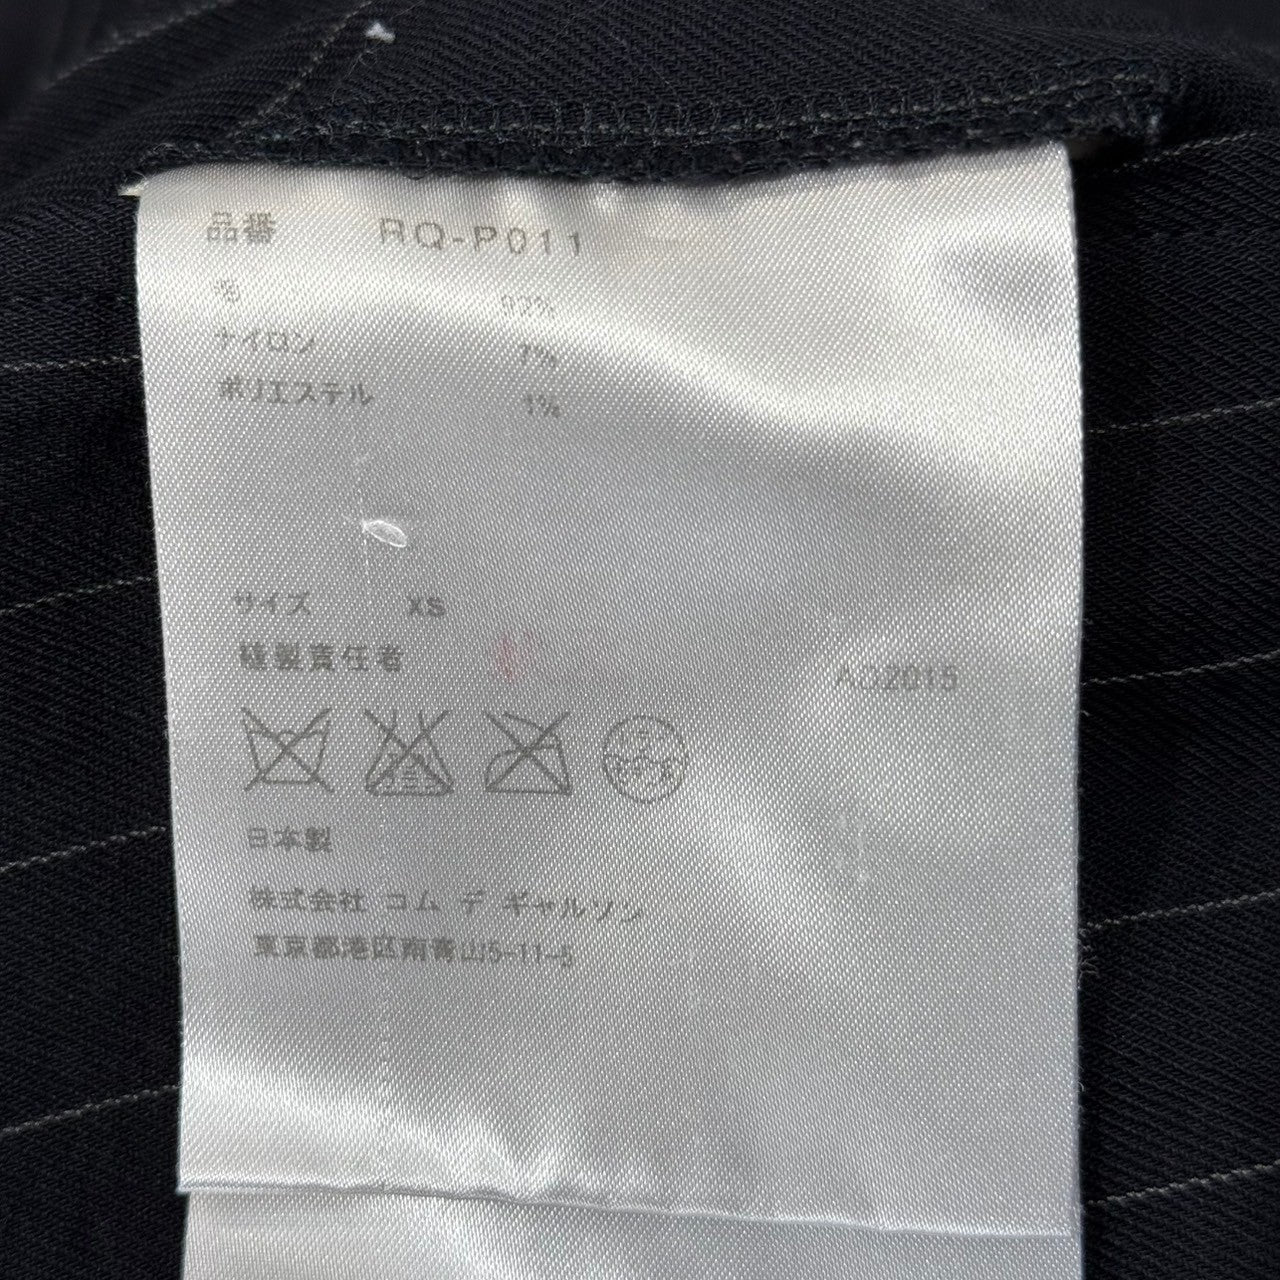 品番 RQ-P011
毛 92%
ナイロン 7%
ポリエステル 1%
サイズ XS
縫製責任者
AD2015
日本製
株式会社 コム デ ギャルソン
東京都港区南青山5-11-5